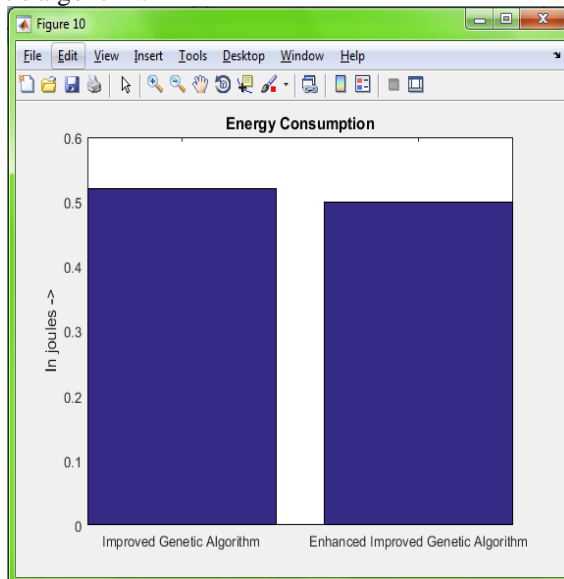 Figure 10
File Edit View Insert Tools Desktop Window Help
Energy Consumption
0.6
0.5
0.4
0.3
0.2
0.1
0
In joules ->
Improved Genetic Algorithm
Enhanced Improved Genetic Algorithm